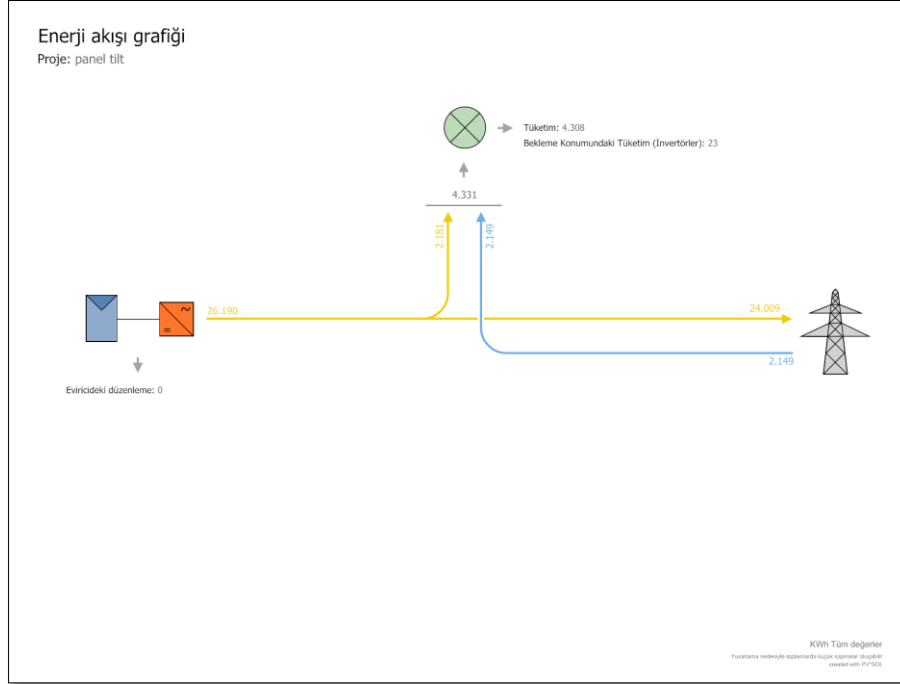 Enerji akışı grafiği
Proje: panel tilt
Tüketim: 4.308
Bekleme Konumundaki Tüketim (İnvertörler): 23
4.331
2.181
2.149
26.190
24.009
2.149
Eviricideki düzenleme: 0
KWh Tüm değerler
Yuvarlama nedeniyle toplamlarda küçük sapmalar oluşabilir
created with PV*SOL